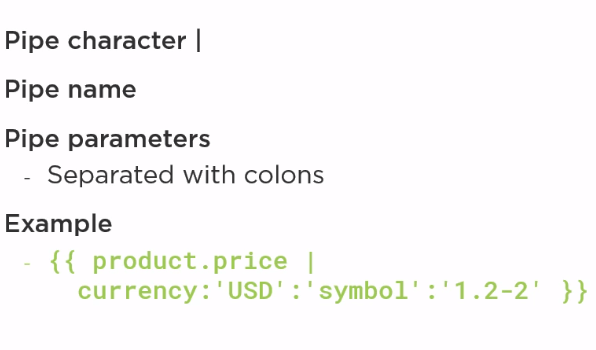 Pipe character |
Pipe name
Pipe parameters
- Separated with colons
Example
- {{ product.price |
currency:'USD':'symbol':'1.2-2' }}